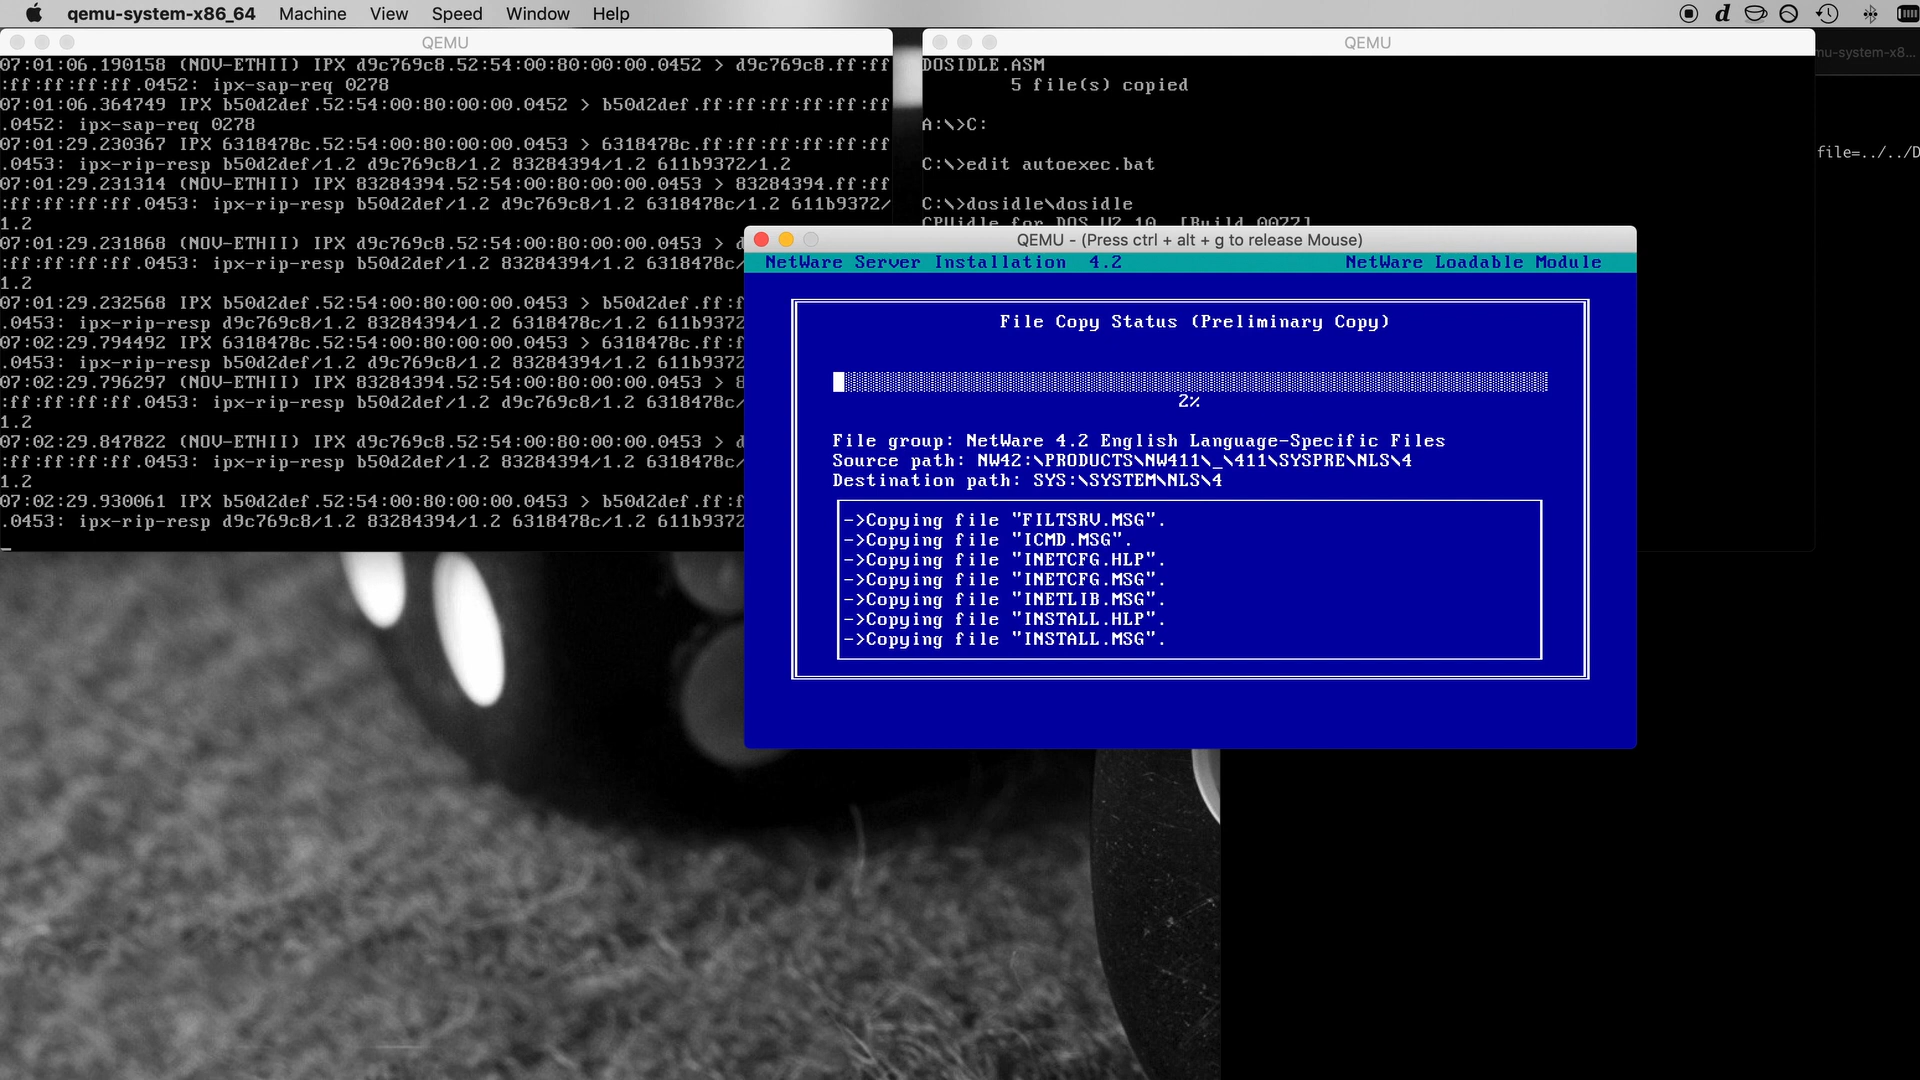 qemu-system-x86_64 Machine View Speed Window Help
QEMU
07:01:06.190158 (NOV-ETHII) IPX d9c769c8.52:54:00:80:00:00.0452 > d9c769c8.ff:ff
:ff:ff:ff:ff.0452: ipx-sap-req 0278
07:01:06.364749 IPX b50d2def.52:54:00:80:00:00.0452 > b50d2def.ff:ff:ff:ff:ff:ff
.0452: ipx-sap-req 0278
07:01:29.230367 IPX 6318478c.52:54:00:80:00:00.0453 > 6318478c.ff:ff:ff:ff:ff:ff
.0453: ipx-rip-resp b50d2def/1.2 d9c769c8/1.2 83284394/1.2 611b9372/1.2
07:01:29.231314 (NOV-ETHII) IPX 83284394.52:54:00:80:00:00.0453 > 83284394.ff:ff
:ff:ff:ff:ff.0453: ipx-rip-resp b50d2def/1.2 d9c769c8/1.2 6318478c/1.2 611b9372/
1.2
07:01:29.231868 (NOV-ETHII) IPX d9c769c8.52:54:00:80:00:00.0453 > d
:ff:ff:ff:ff.0453: ipx-rip-resp b50d2def/1.2 83284394/1.2 6318478c/
1.2
07:01:29.232568 IPX b50d2def.52:54:00:80:00:00.0453 > b50d2def.ff:f
.0453: ipx-rip-resp d9c769c8/1.2 83284394/1.2 6318478c/1.2 611b9372
07:02:29.794492 IPX 6318478c.52:54:00:80:00:00.0453 > 6318478c.ff:f
.0453: ipx-rip-resp b50d2def/1.2 d9c769c8/1.2 83284394/1.2 611b9372
07:02:29.796297 (NOV-ETHII) IPX 83284394.52:54:00:80:00:00.0453 > 8
:ff:ff:ff:ff.0453: ipx-rip-resp b50d2def/1.2 d9c769c8/1.2 6318478c/
1.2
07:02:29.847822 (NOV-ETHII) IPX d9c769c8.52:54:00:80:00:00.0453 > d
:ff:ff:ff:ff.0453: ipx-rip-resp b50d2def/1.2 83284394/1.2 6318478c/
1.2
07:02:29.930061 IPX b50d2def.52:54:00:80:00:00.0453 > b50d2def.ff:f
.0453: ipx-rip-resp d9c769c8/1.2 83284394/1.2 6318478c/1.2 611b9372
_
QEMU
DOSIDLE.ASM
5 file(s) copied
A:\>C:
C:\>edit autoexec.bat
C:\>dosidle\dosidle
CPUidle for DOS V2.10 [Build 0077]
mu-system-x8...
file=../../D
QEMU - (Press ctrl + alt + g to release Mouse)
NetWare Server Installation 4.2 NetWare Loadable Module
File Copy Status (Preliminary Copy)
2%
File group: NetWare 4.2 English Language-Specific Files
Source path: NW42:\PRODUCTS\NW411\_\411\SYSPRE\NLS\4
Destination path: SYS:\SYSTEM\NLS\4
->Copying file "FILTSRV.MSG".
->Copying file "ICMD.MSG".
->Copying file "INETCFG.HLP".
->Copying file "INETCFG.MSG".
->Copying file "INETLIB.MSG".
->Copying file "INSTALL.HLP".
->Copying file "INSTALL.MSG".